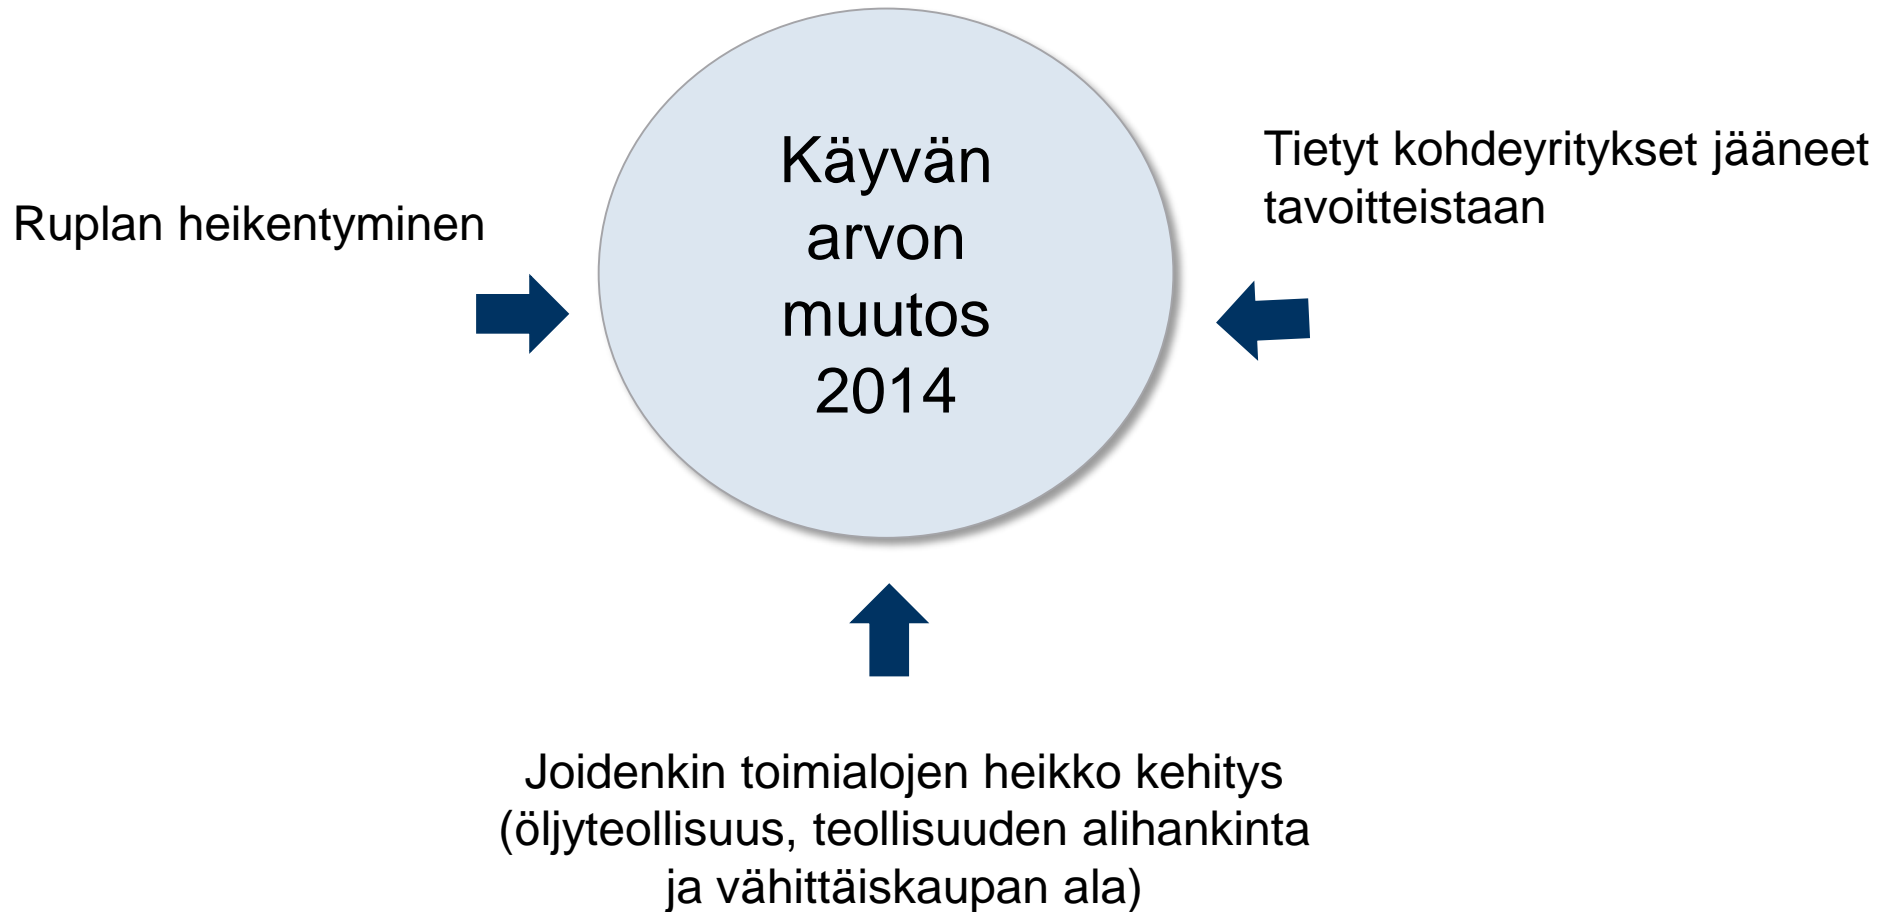 Ruplan heikentyminen
Käyvän
arvon
muutos
2014
Tietyt kohdeyritykset jääneet
tavoitteistaan
Joidenkin toimialojen heikko kehitys
(öljyteollisuus, teollisuuden alihankinta
ja vähittäiskaupan ala)